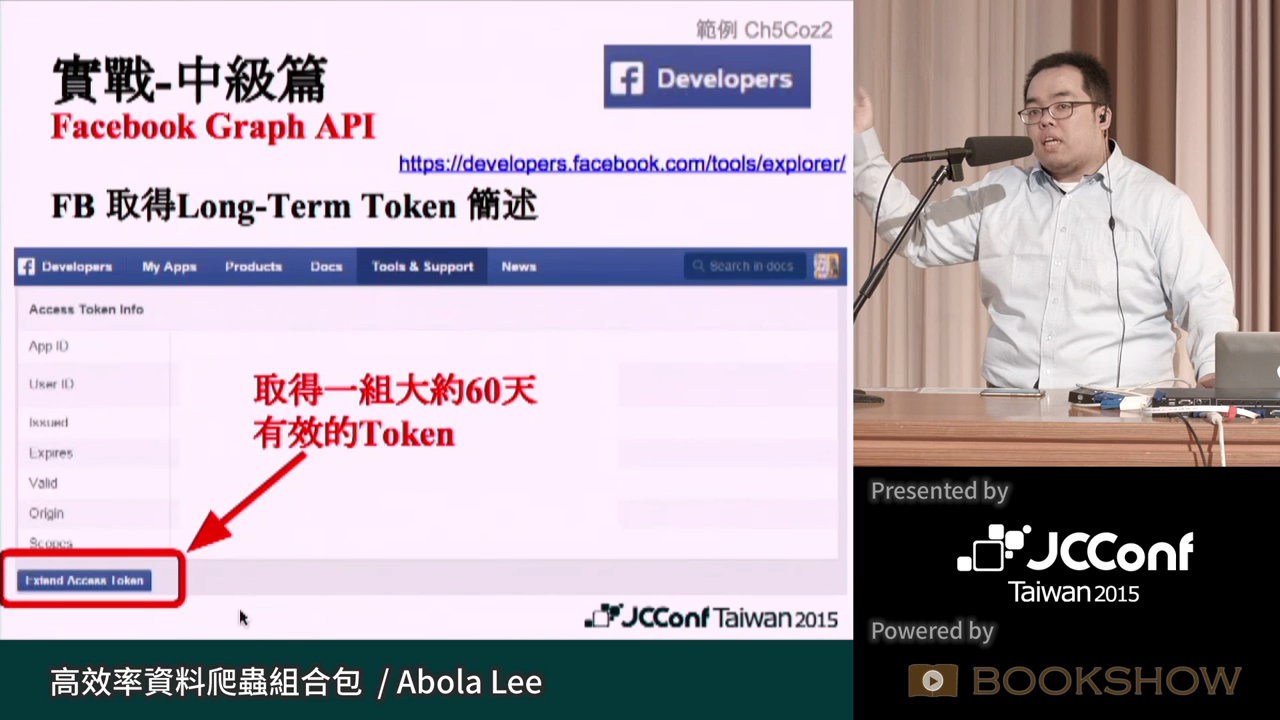 範例 Ch5Coz2
實戰-中級篇
Developers
Facebook Graph API
https://developers.facebook.com/tools/explorer/
FB 取得Long-Term Token 簡述
Developers My Apps Products Docs Tools & Support News Search in docs
Access Token Info
App ID
User ID
Issued
Expires
Valid
Origin
Scopes
Extend Access Token
取得一組大約60天
有效的Token
JCConf Taiwan 2015
高效率資料爬蟲組合包 / Abola Lee
Presented by
JCConf
Taiwan 2015
Powered by
BOOKSHOW